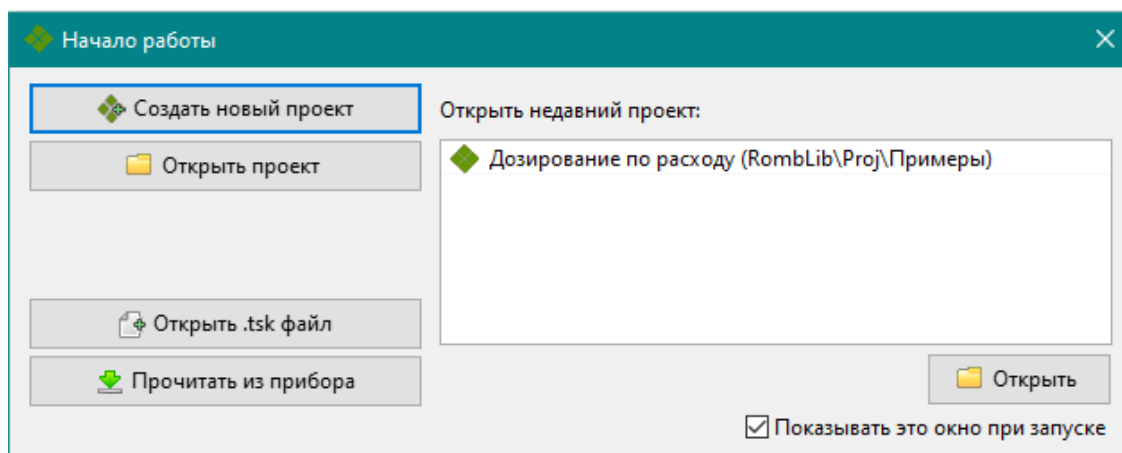 Начало работы
Создать новый проект
Открыть проект
Открыть .tsk файл
Прочитать из прибора
Открыть недавний проект:
Дозирование по расходу (RombLib\Proj\Примеры)
Открыть
Показывать это окно при запуске